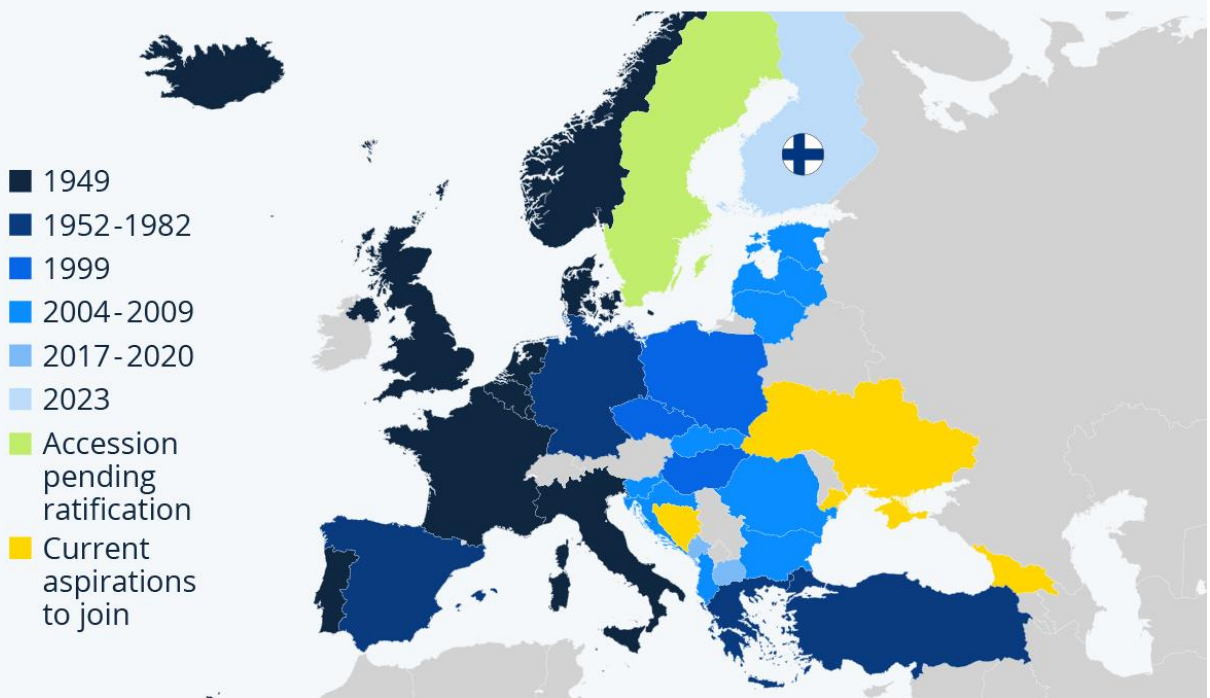 1949
1952-1982
1999
2004-2009
2017-2020
2023
Accession
pending
ratification
Current
aspirations
to join